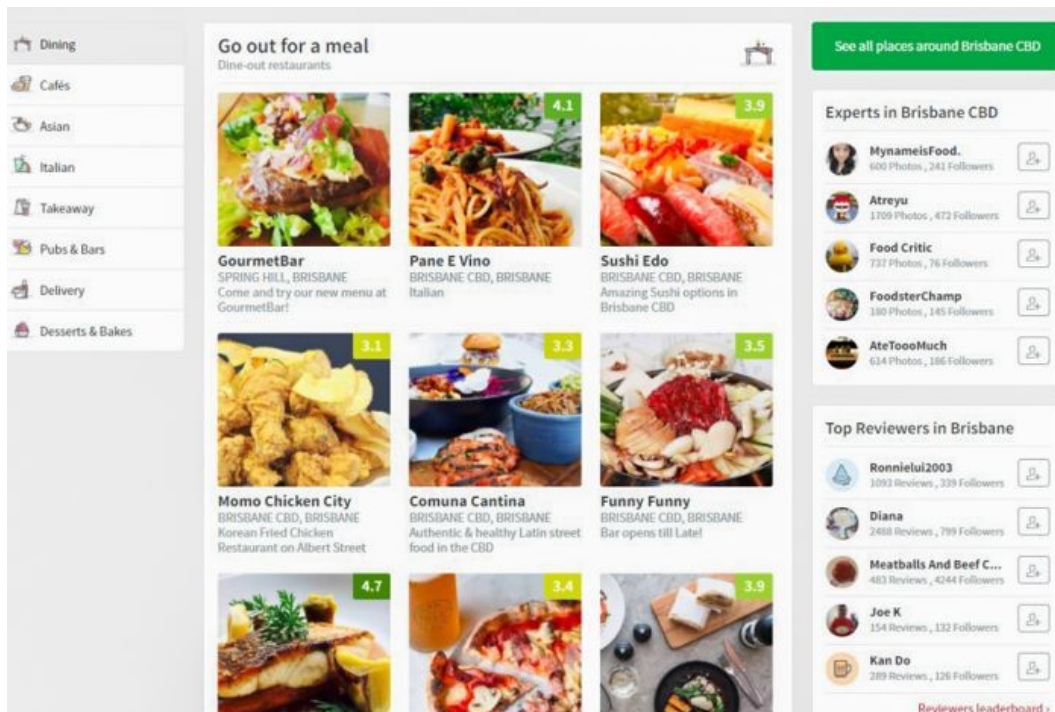 Dining
Cafés
Asian
Italian
Takeaway
Pubs & Bars
Delivery
Desserts & Bakes
Go out for a meal
Dine-out restaurants
4.1
3.9
GourmetBar
SPRING HILL, BRISBANE
Come and try our new menu at
GourmetBar!
Pane E Vino
BRISBANE CBD, BRISBANE
Italian
Sushi Edo
BRISBANE CBD, BRISBANE
Amazing Sushi options in
Brisbane CBD
3.1
3.3
3.5
Momo Chicken City
BRISBANE CBD, BRISBANE
Korean Fried Chicken
Restaurant on Albert Street
Comuna Cantina
BRISBANE CBD, BRISBANE
Authentic & healthy Latin street
food in the CBD
Funny Funny
BRISBANE CBD, BRISBANE
Bar opens till Late!
4.7
3.4
3.9
See all places around Brisbane CBD
Experts in Brisbane CBD
MynameisFood.
600 Photos , 241 Followers
Atreyu
1709 Photos , 472 Followers
Food Critic
737 Photos , 76 Followers
FoodsterChamp
180 Photos , 145 Followers
AteToooMuch
614 Photos , 186 Followers
Top Reviewers in Brisbane
Ronnielui2003
1093 Reviews , 339 Followers
Diana
2488 Reviews , 799 Followers
Meatballs And Beef C...
483 Reviews , 4244 Followers
Joe K
154 Reviews , 132 Followers
Kan Do
289 Reviews , 126 Followers
Reviewers leaderboard ›